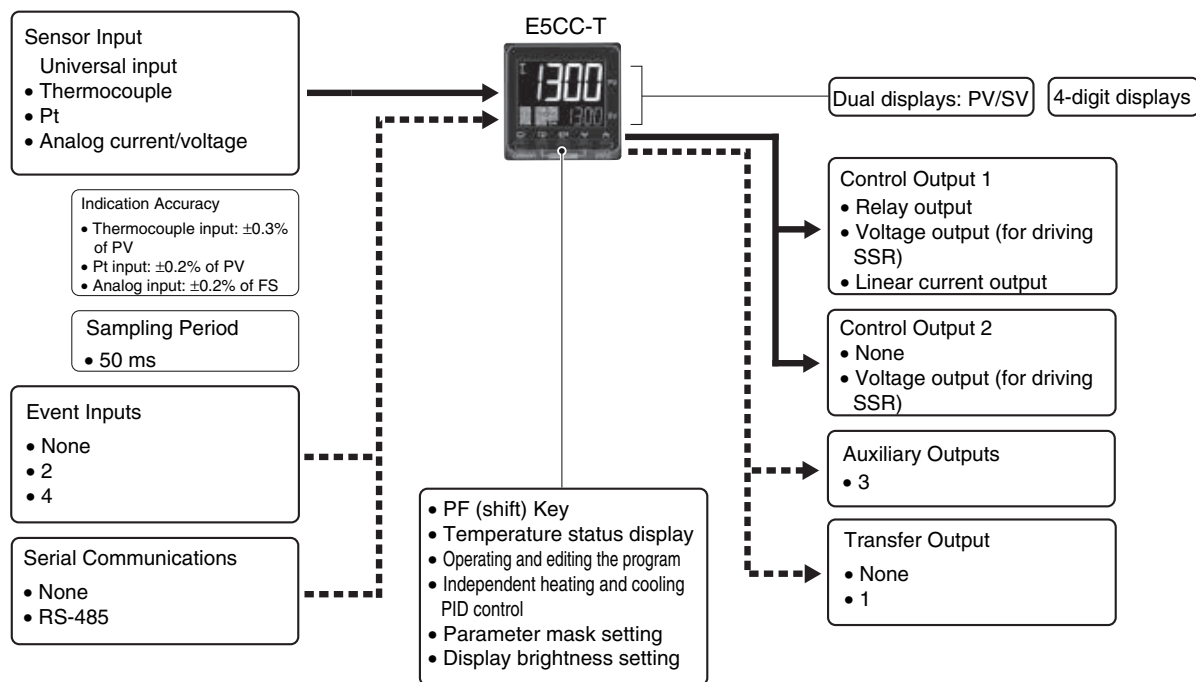 E5CC-T
Sensor Input
Universal input
• Thermocouple
• Pt
• Analog current/voltage
Indication Accuracy
• Thermocouple input: ±0.3%
of PV
• Pt input: ±0.2% of PV
• Analog input: ±0.2% of FS
Sampling Period
• 50 ms
Event Inputs
• None
• 2
• 4
Serial Communications
• None
• RS-485
1300
PV
1300
SV
• PF (shift) Key
• Temperature status display
• Operating and editing the program
• Independent heating and cooling
PID control
• Parameter mask setting
• Display brightness setting
Dual displays: PV/SV
4-digit displays
Control Output 1
• Relay output
• Voltage output (for driving
SSR)
• Linear current output
Control Output 2
• None
• Voltage output (for driving
SSR)
Auxiliary Outputs
• 3
Transfer Output
• None
• 1